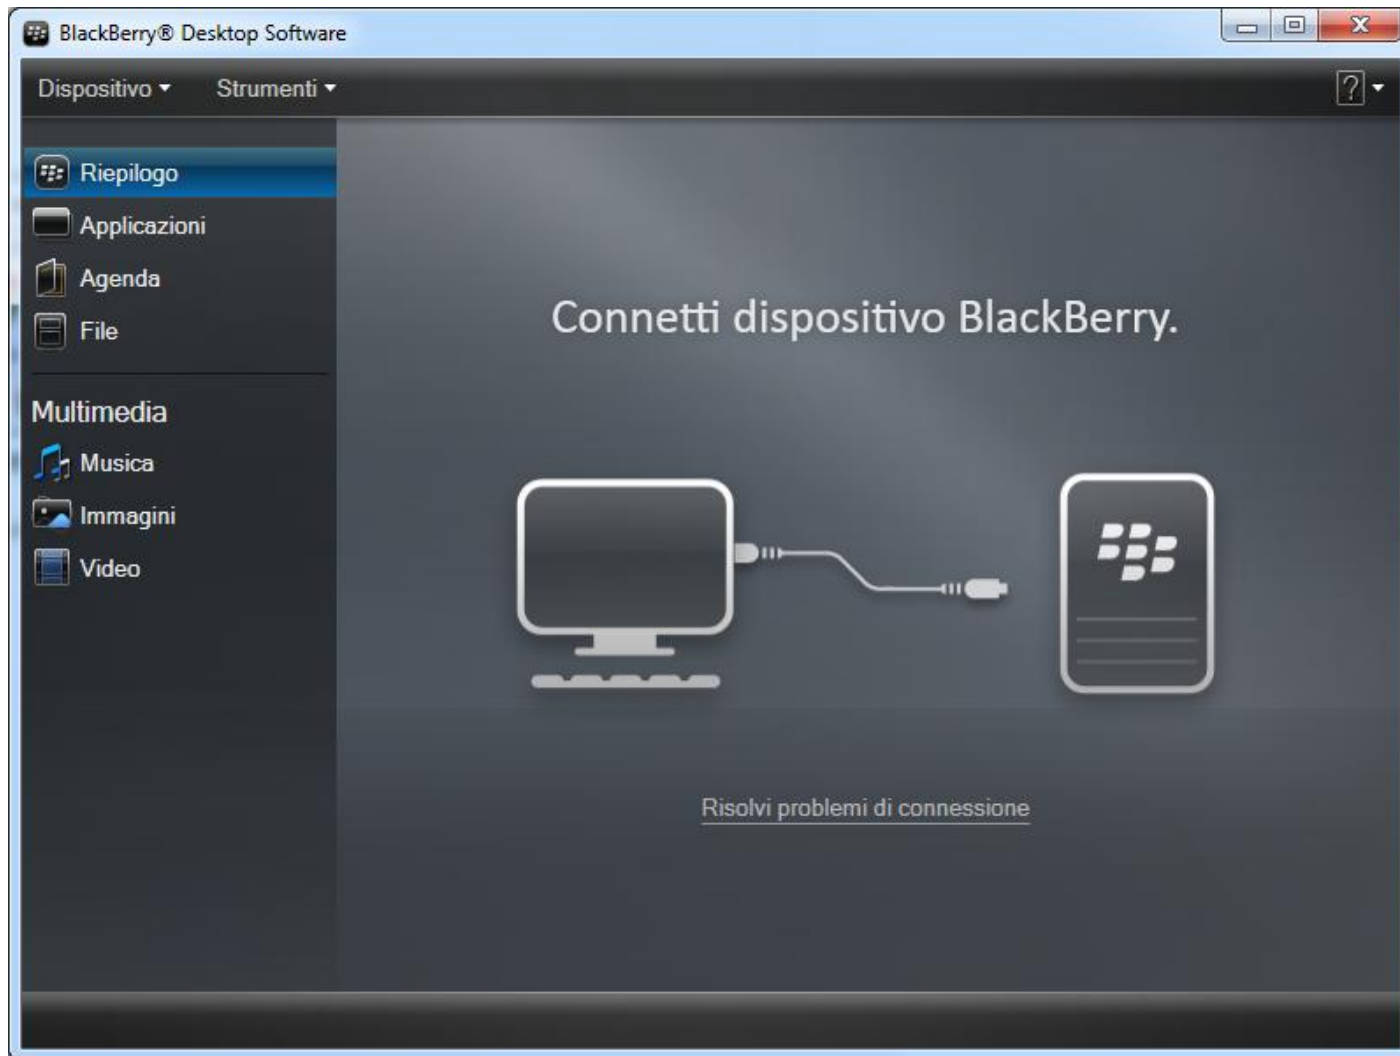 BlackBerry® Desktop Software
Dispositivo Strumenti ?
Riepilogo
Applicazioni
Agenda
File
Multimedia
Musica
Immagini
Video
Connetti dispositivo BlackBerry.
Risolvi problemi di connessione